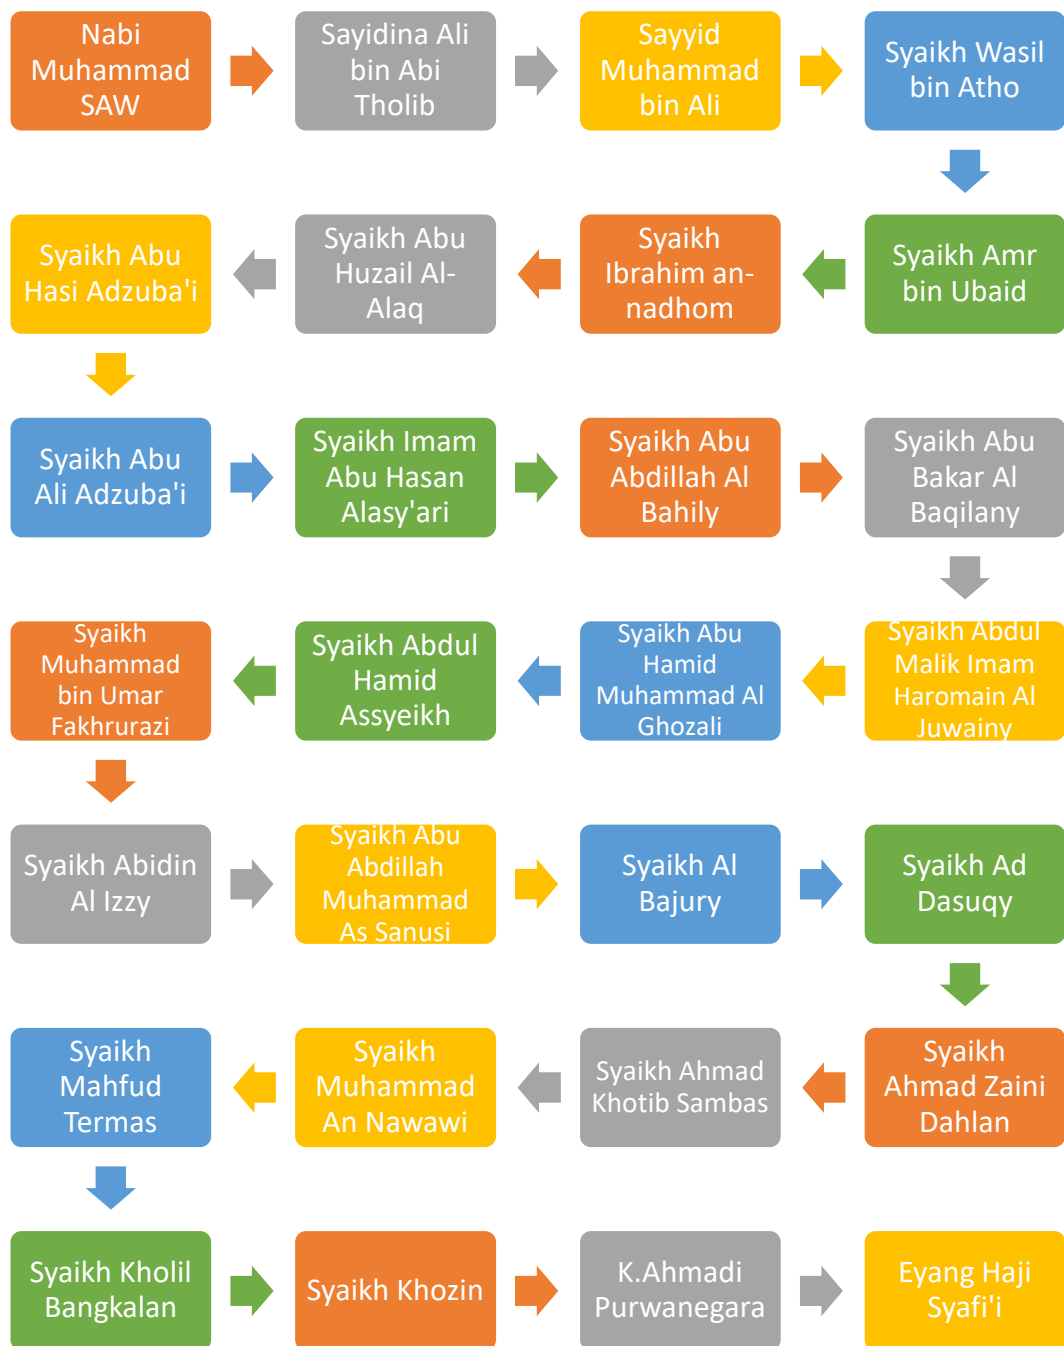 Nabi
Muhammad
SAW
Sayidina Ali
bin Abi
Tholib
Sayyid
Muhammad
bin Ali
Syaikh Wasil
bin Atho
Syaikh Amr
bin Ubaid
Syaikh
Ibrahim an-
nadhom
Syaikh Abu
Huzail Al-
Alaq
Syaikh Abu
Hasi Adzuba'i
Syaikh Abu
Ali Adzuba'i
Syaikh Imam
Abu Hasan
Alasy'ari
Syaikh Abu
Abdillah Al
Bahily
Syaikh Abu
Bakar Al
Baqilany
Syaikh Abdul
Malik Imam
Haromain Al
Juwainy
Syaikh Abu
Hamid
Muhammad Al
Ghozali
Syaikh Abdul
Hamid
Assyeikh
Syaikh
Muhammad
bin Umar
Fakhrurazi
Syaikh Abidin
Al Izzy
Syaikh Abu
Abdillah
Muhammad
As Sanusi
Syaikh Al
Bajury
Syaikh Ad
Dasuqy
Syaikh
Ahmad Zaini
Dahlan
Syaikh Ahmad
Khotib Sambas
Syaikh
Muhammad
An Nawawi
Syaikh
Mahfud
Termas
Syaikh Kholil
Bangkalan
Syaikh Khozin
K.Ahmadi
Purwanegara
Eyang Haji
Syafi'i